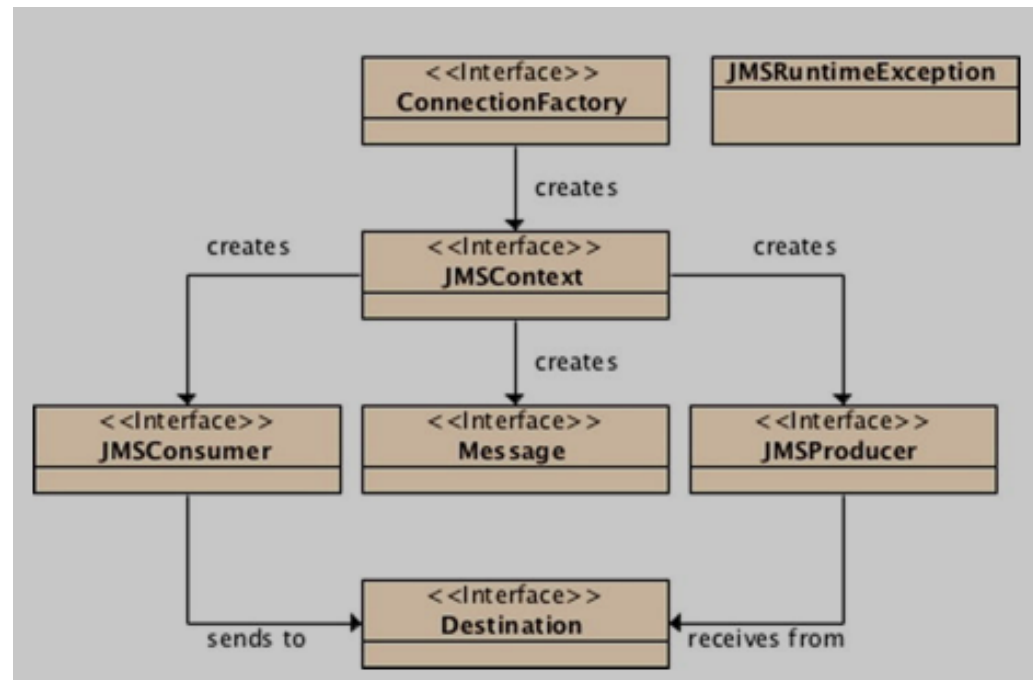 <<Interface>>
ConnectionFactory
JMSRuntimeException
creates
creates
<<Interface>>
JMSContext
creates
creates
<<Interface>>
JMSConsumer
<<Interface>>
Message
<<Interface>>
JMSProducer
<<Interface>>
Destination
sends to
receives from